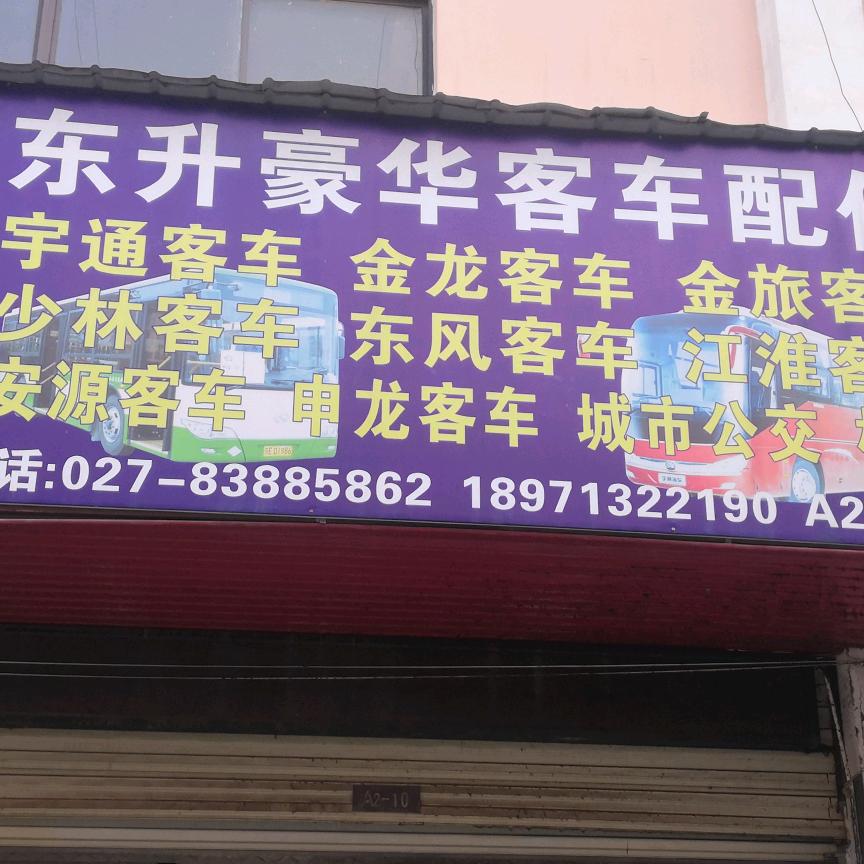 东升豪华客车配
宇通客车 金龙客车 金旅客
少林客车 东风客车 江淮客
安源客车 申龙客车 城市公交
话:027-83885862 18971322190 A2
A2-10